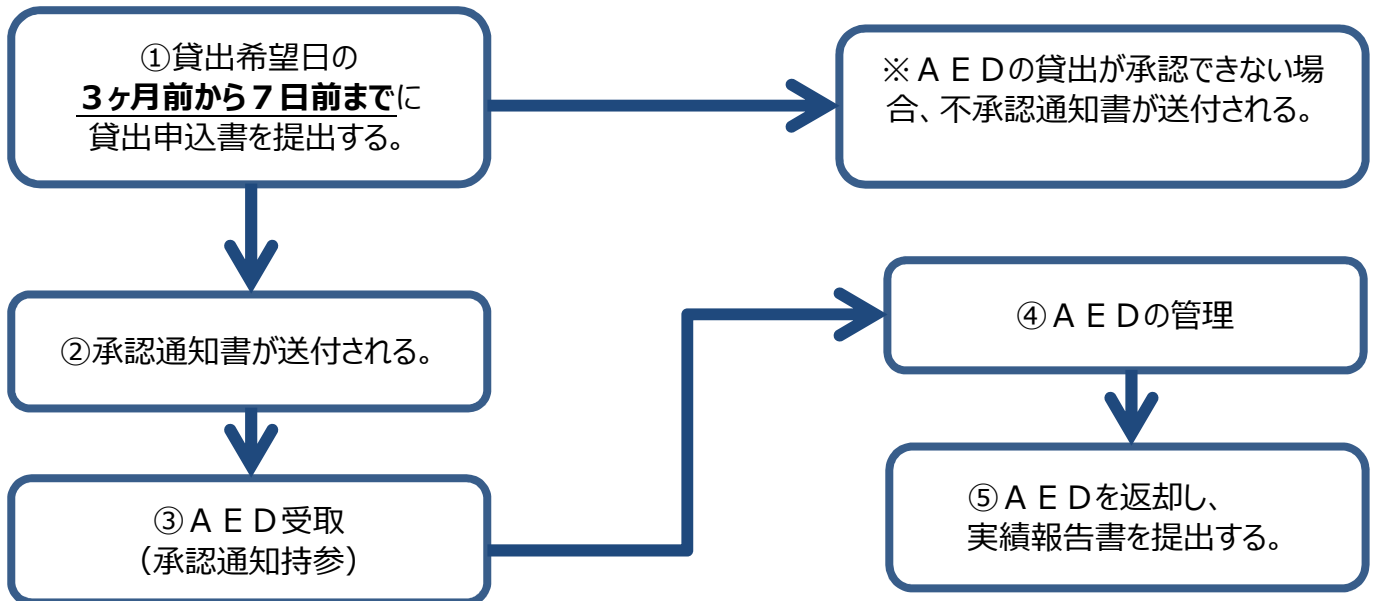 ①貸出希望日の
３ヶ月前から７日前までに
貸出申込書を提出する。
※ＡＥＤの貸出が承認できない場
合、不承認通知書が送付される。
②承認通知書が送付される。
③ＡＥＤ受取
（承認通知持参）
④ＡＥＤの管理
⑤ＡＥＤを返却し、
実績報告書を提出する。